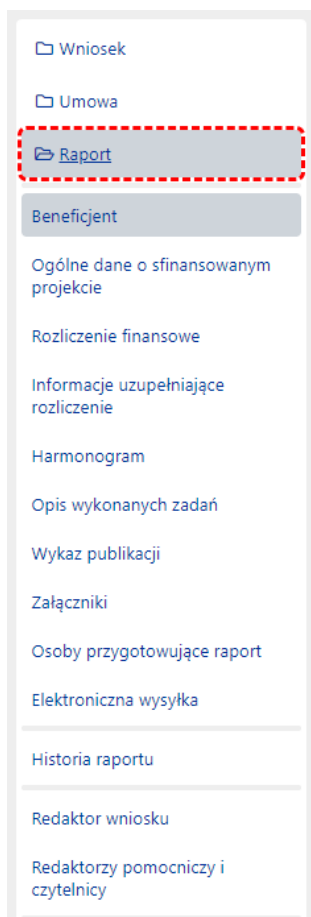 Wniosek
Umowa
Raport
Beneficjent
Ogólne dane o sfinansowanym
projekcie
Rozliczenie finansowe
Informacje uzupełniające
rozliczenie
Harmonogram
Opis wykonanych zadań
Wykaz publikacji
Załączniki
Osoby przygotowujące raport
Elektroniczna wysyłka
Historia raportu
Redaktor wniosku
Redaktorzy pomocniczy i
czytelnicy